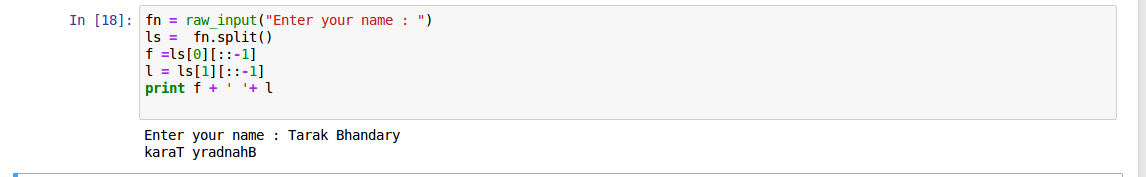 In [18]: fn = raw_input("Enter your name : ")
ls =  fn.split()
f =ls[0][::-1]
l = ls[1][::-1]
print f + ' '+ l
Enter your name : Tarak Bhandary
karaT yradnahB